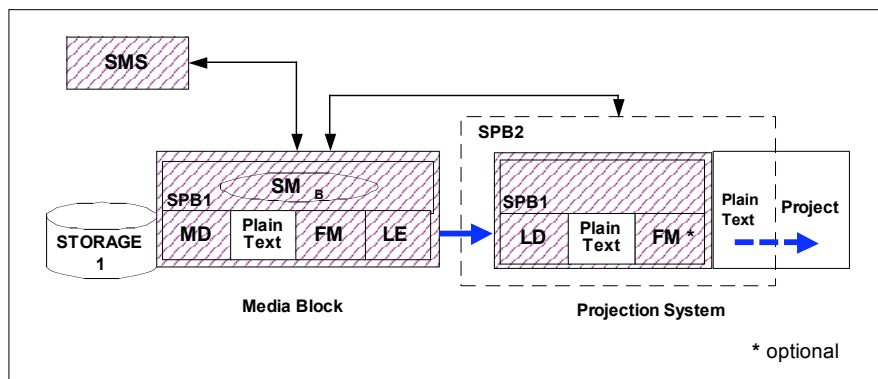 SMS
SPB2
SM B
SPB1
MD
Plain
Text
FM
LE
STORAGE
1
SPB1
LD
Plain
Text
FM *
Plain
Text
Project
Media Block
Projection System
* optional